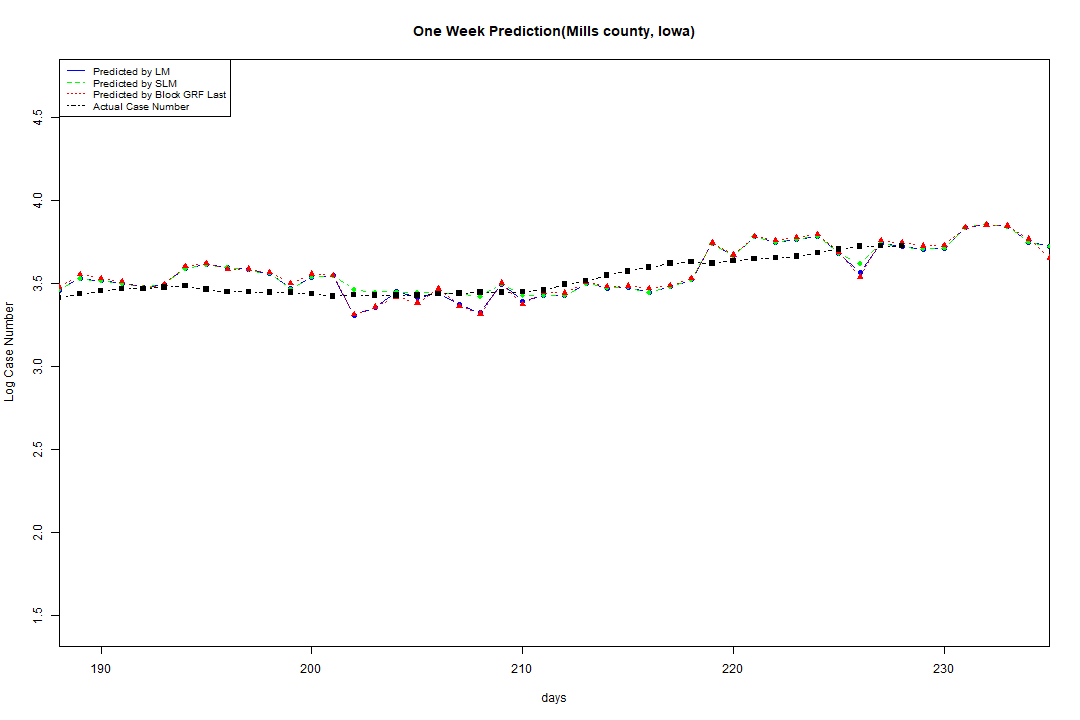 One Week Prediction(Mills county, Iowa)
Predicted by LM
Predicted by SLM
Predicted by Block GRF Last
Actual Case Number
4.5
4.0
3.5
3.0
2.5
2.0
1.5
Log Case Number
190
200
210
220
230
days